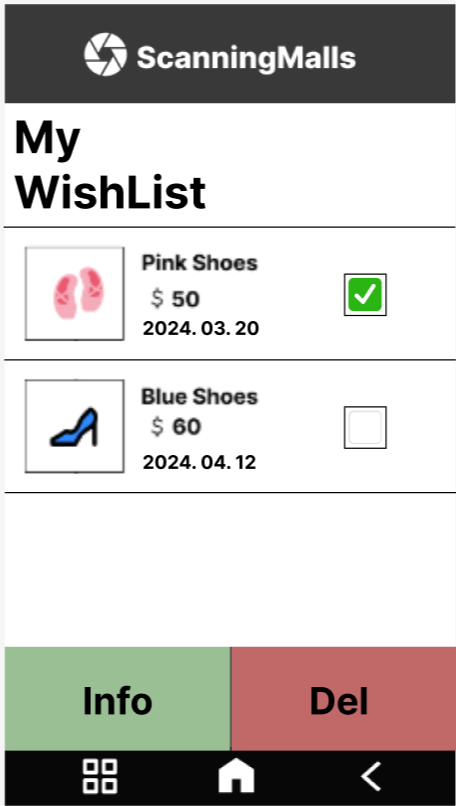 ScanningMalls
My
WishList
Pink Shoes
$ 50
2024. 03. 20
Blue Shoes
$ 60
2024. 04. 12
Info
Del